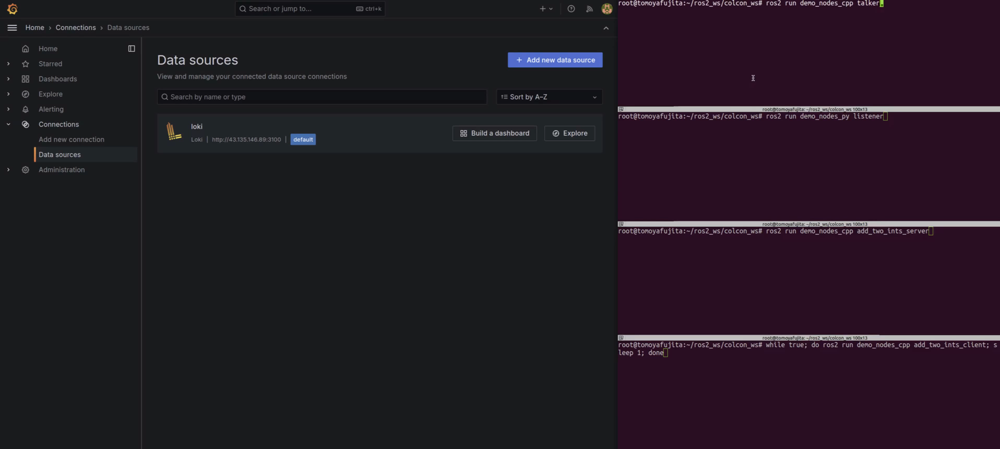 Search or jump to... ctrl+k
Home › Connections › Data sources
Home
Starred
Dashboards
Explore
Alerting
Connections
Add new connection
Data sources
Administration
Data sources
+ Add new data source
View and manage your connected data source connections
Search by name or type
Sort by A–Z
loki
Loki | http://43.135.146.89:3100 | default
Build a dashboard
Explore
root@tomoyafujita:~/ros2_ws/colcon_ws# ros2 run demo_nodes_cpp talker
root@tomoyafujita: ~/ros2_ws/colcon_ws 100x13
root@tomoyafujita:~/ros2_ws/colcon_ws# ros2 run demo_nodes_py listener
root@tomoyafujita: ~/ros2_ws/colcon_ws 100x13
root@tomoyafujita:~/ros2_ws/colcon_ws# ros2 run demo_nodes_cpp add_two_ints_server
root@tomoyafujita: ~/ros2_ws/colcon_ws 100x13
root@tomoyafujita:~/ros2_ws/colcon_ws# while true; do ros2 run demo_nodes_cpp add_two_ints_client; s
leep 1; done